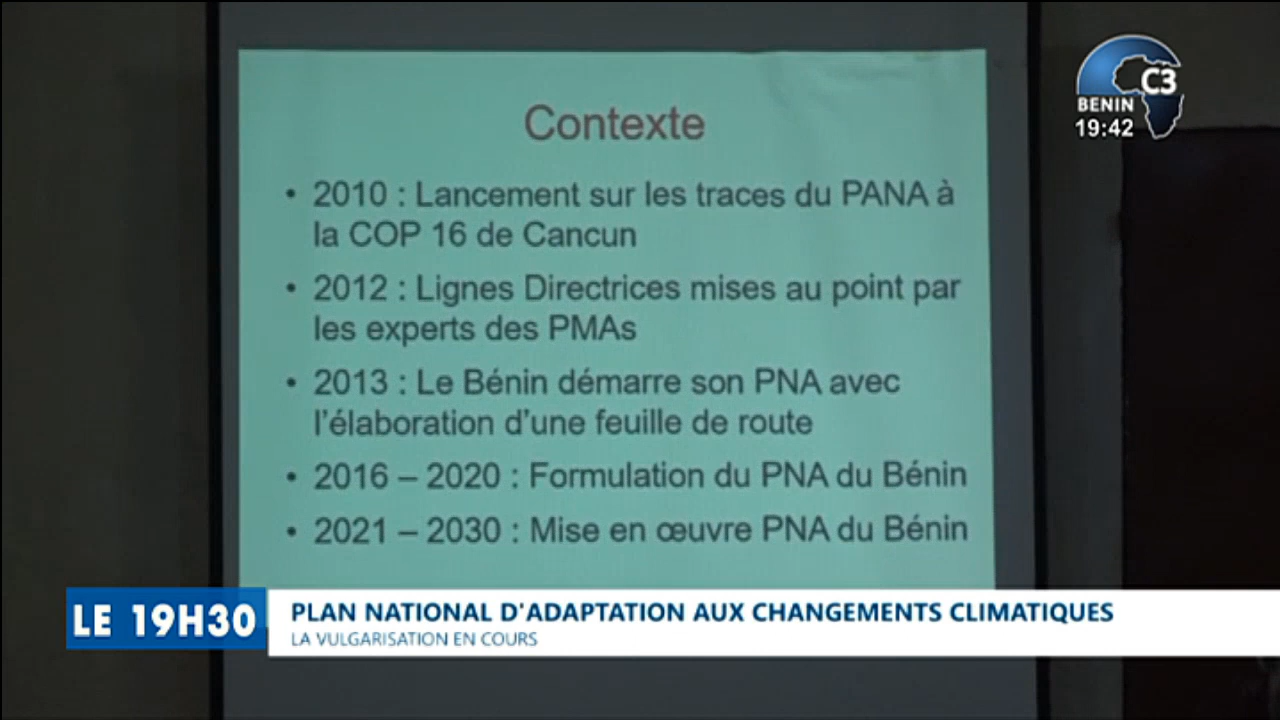 C3
BENIN
19:42
Contexte
• 2010 : Lancement sur les traces du PANA à
la COP 16 de Cancun
• 2012 : Lignes Directrices mises au point par
les experts des PMAs
• 2013 : Le Bénin démarre son PNA avec
l'élaboration d'une feuille de route
• 2016 – 2020 : Formulation du PNA du Bénin
• 2021 – 2030 : Mise en œuvre PNA du Bénin
LE 19H30
PLAN NATIONAL D'ADAPTATION AUX CHANGEMENTS CLIMATIQUES
LA VULGARISATION EN COURS